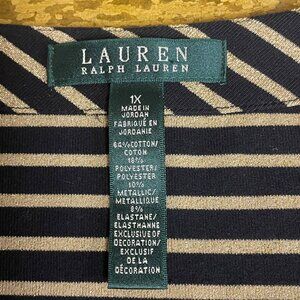 LAUREN
RALPH LAUREN
1X
MADE IN
JORDAN
FABRIQUÉ EN
JORDANIE
64% COTTON/
COTON
18%
POLYESTER/
POLYESTER
10%
METALLIC/
METALLIQUE
8%
ELASTANE/
ELASTHANNE
EXCLUSIVE OF
DECORATION/
EXCLUSIF
DE LA
DÉCORATION